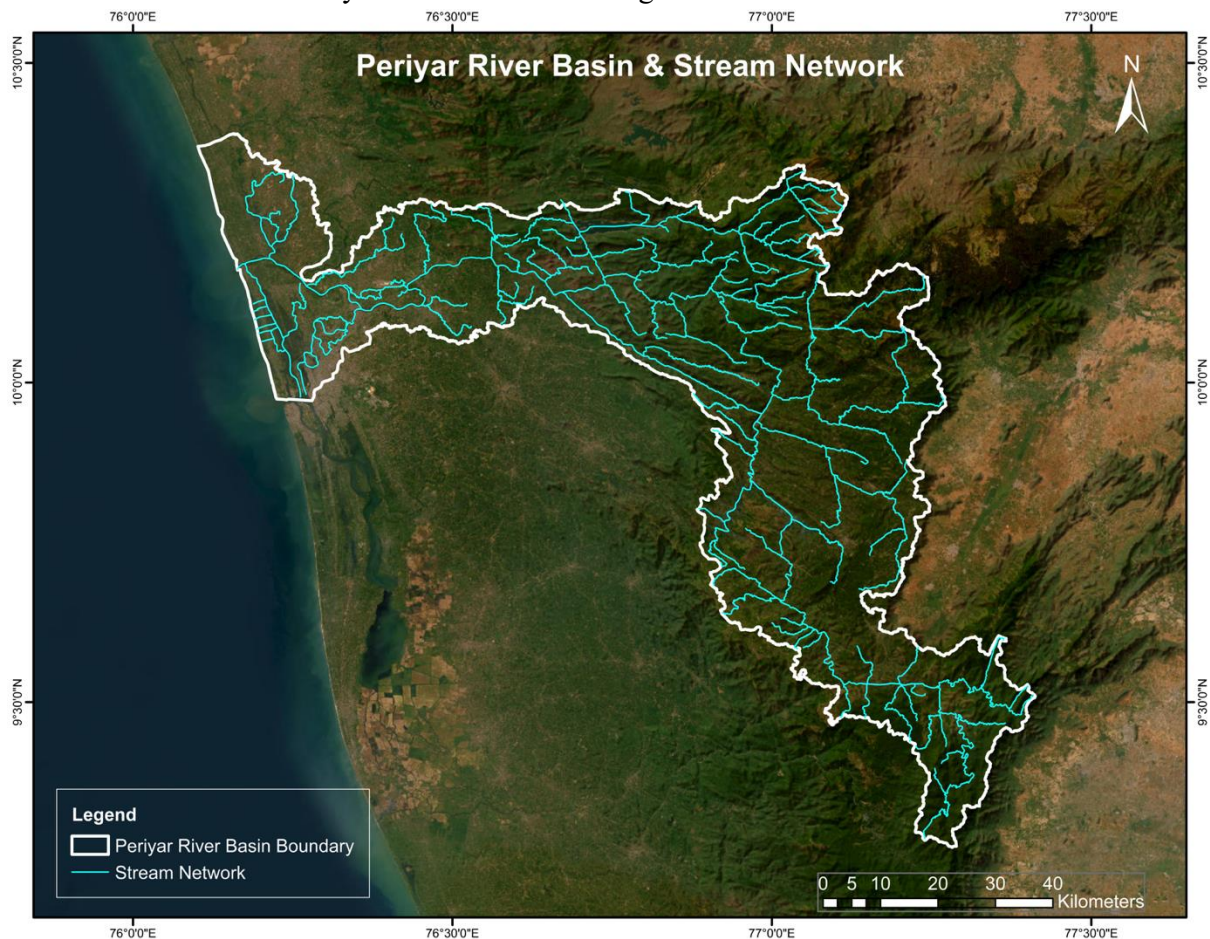 76°0'0"E 76°30'0"E 77°0'0"E 77°30'0"E
10°30'0"N 10°30'0"N
Periyar River Basin & Stream Network
N
10°0'0"N 10°0'0"N
9°30'0"N 9°30'0"N
Legend
Periyar River Basin Boundary
Stream Network
0 5 10 20 30 40
Kilometers
76°0'0"E 76°30'0"E 77°0'0"E 77°30'0"E